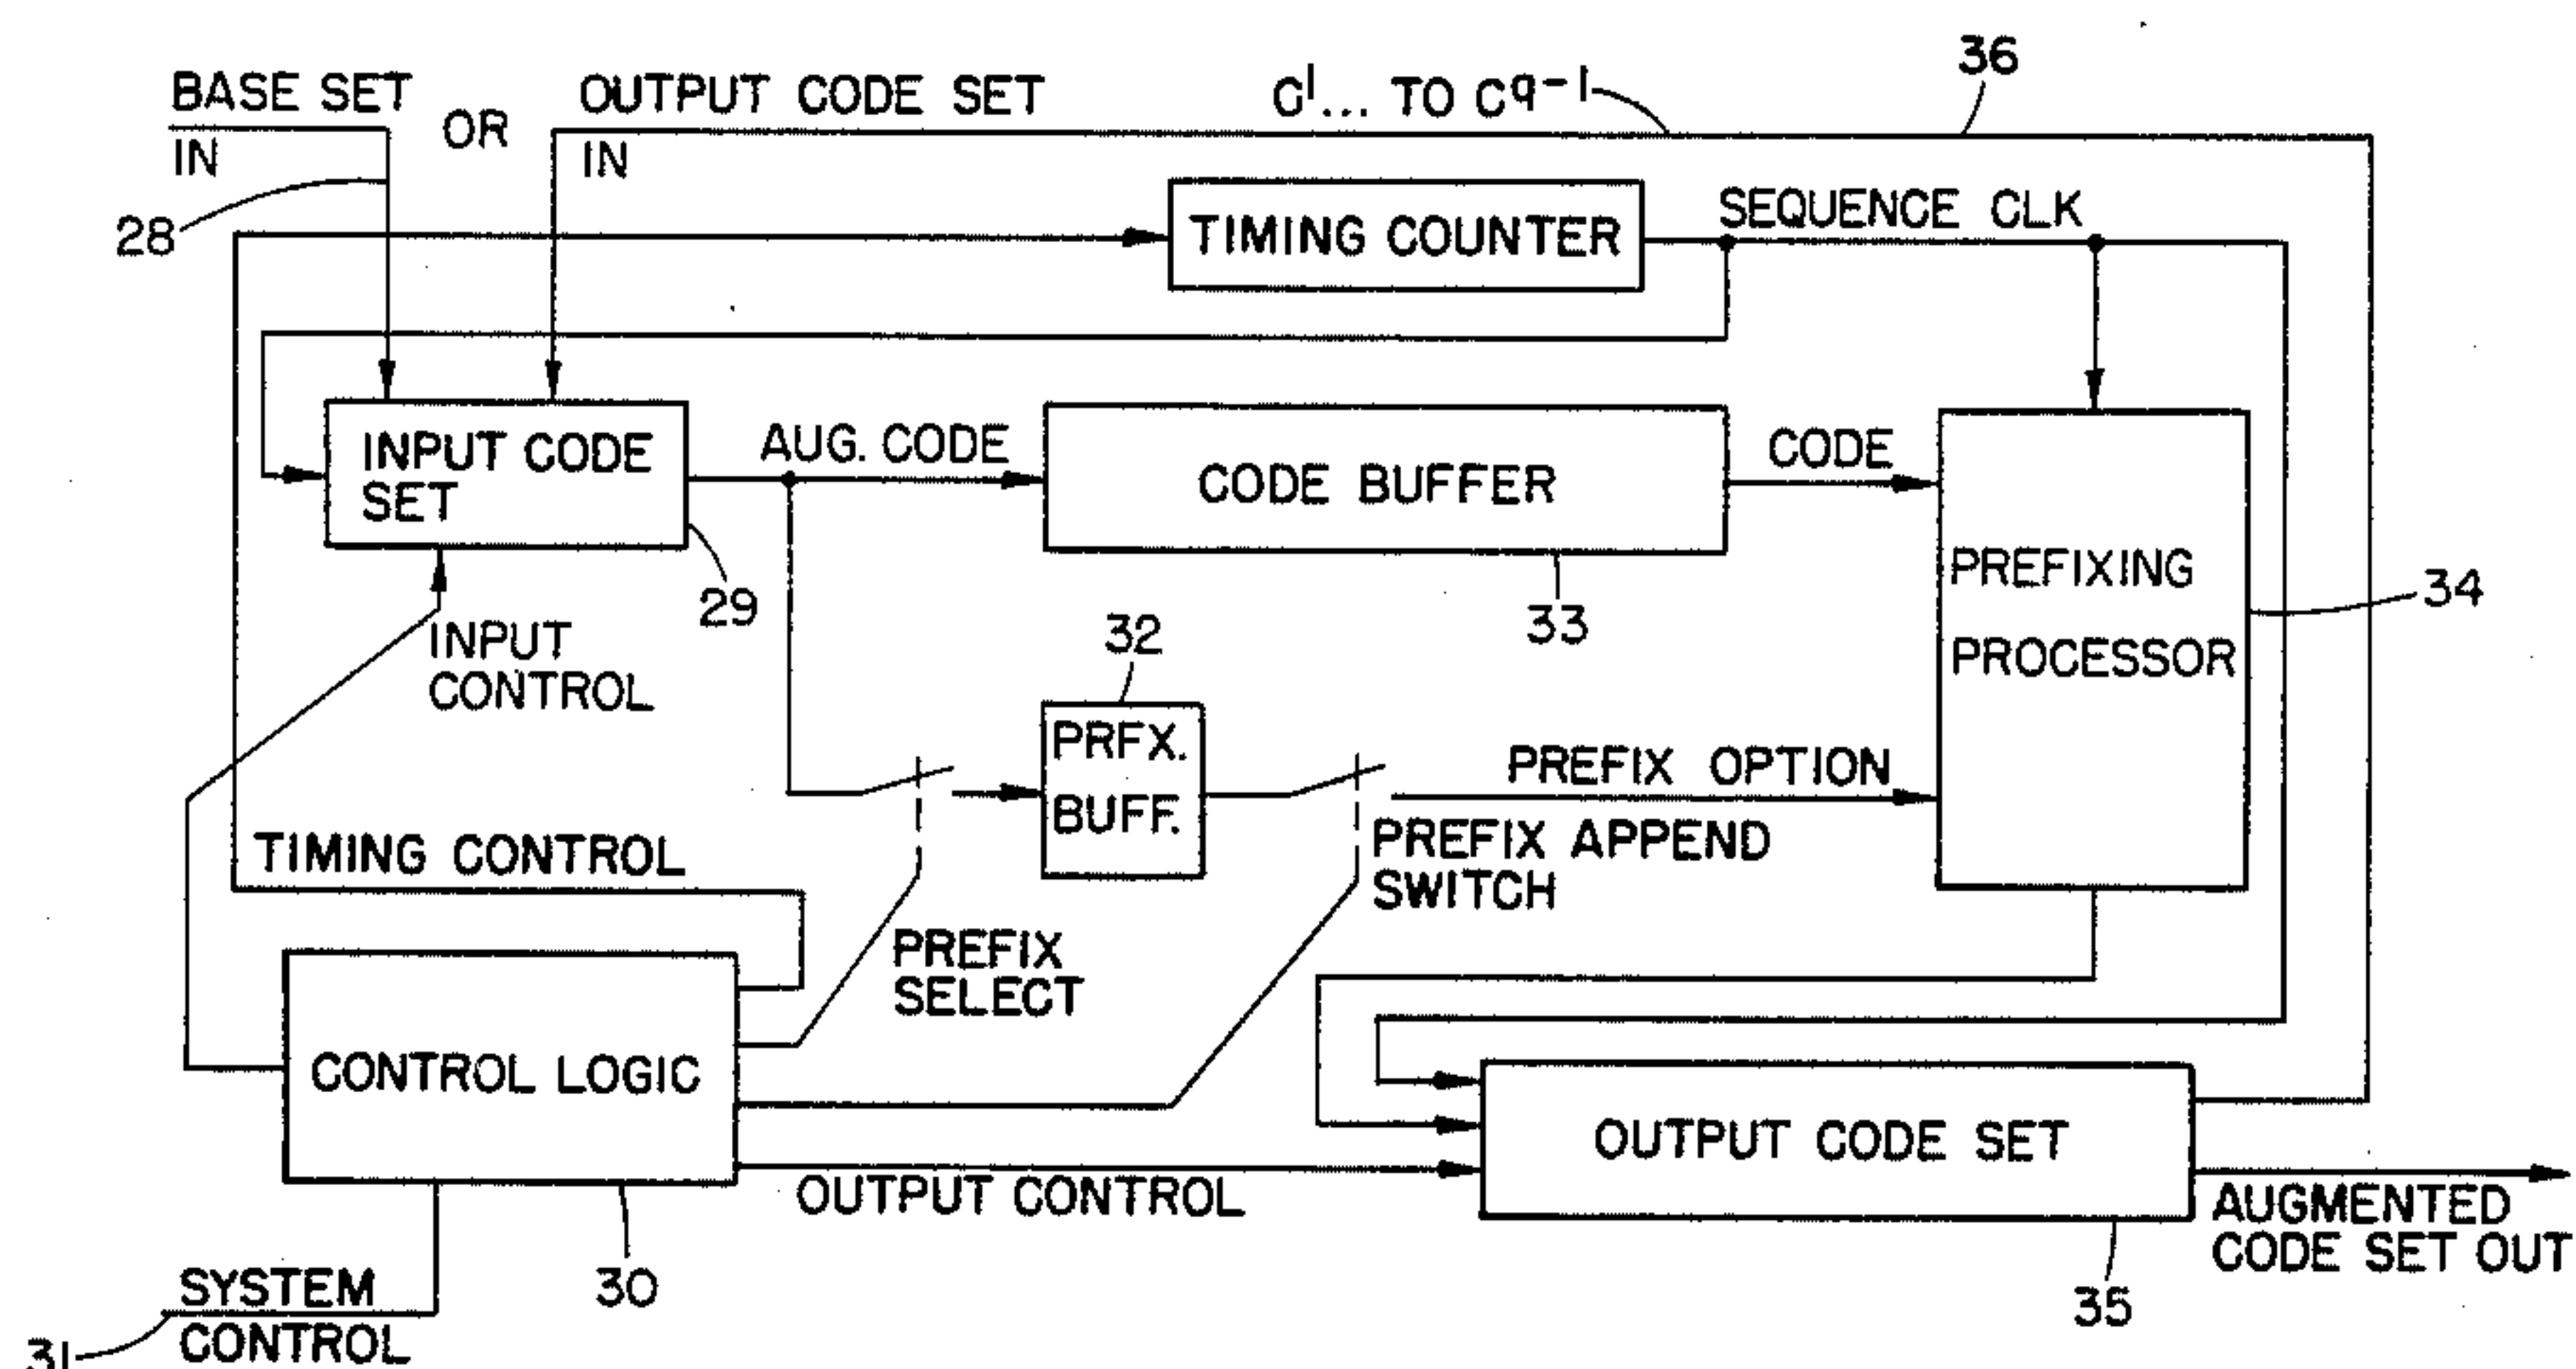 36
BASE SET
IN
OR
OUTPUT CODE SET
IN
C¹... TO C^q-1
28
TIMING COUNTER
SEQUENCE CLK
INPUT CODE
SET
AUG. CODE
CODE BUFFER
CODE
PREFIXING
PROCESSOR
29
33
34
INPUT
CONTROL
32
PRFX.
BUFF.
PREFIX OPTION
PREFIX APPEND
SWITCH
TIMING CONTROL
PREFIX
SELECT
CONTROL LOGIC
OUTPUT CODE SET
OUTPUT CONTROL
AUGMENTED
CODE SET OUT
SYSTEM
CONTROL
30
35
31